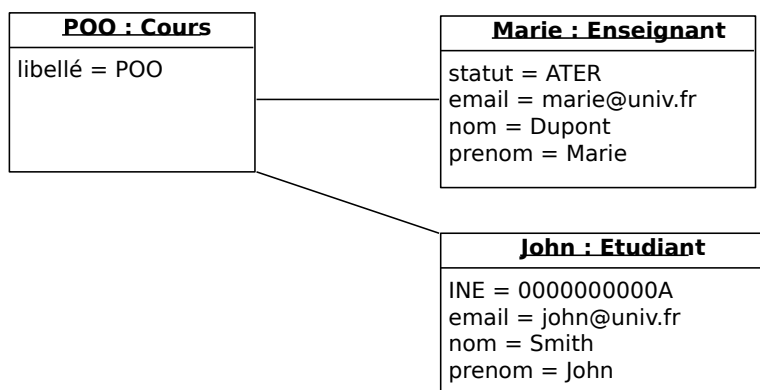 POO : Cours
libellé = POO
Marie : Enseignant
statut = ATER
email = marie@univ.fr
nom = Dupont
prenom = Marie
John : Etudiant
INE = 0000000000A
email = john@univ.fr
nom = Smith
prenom = John